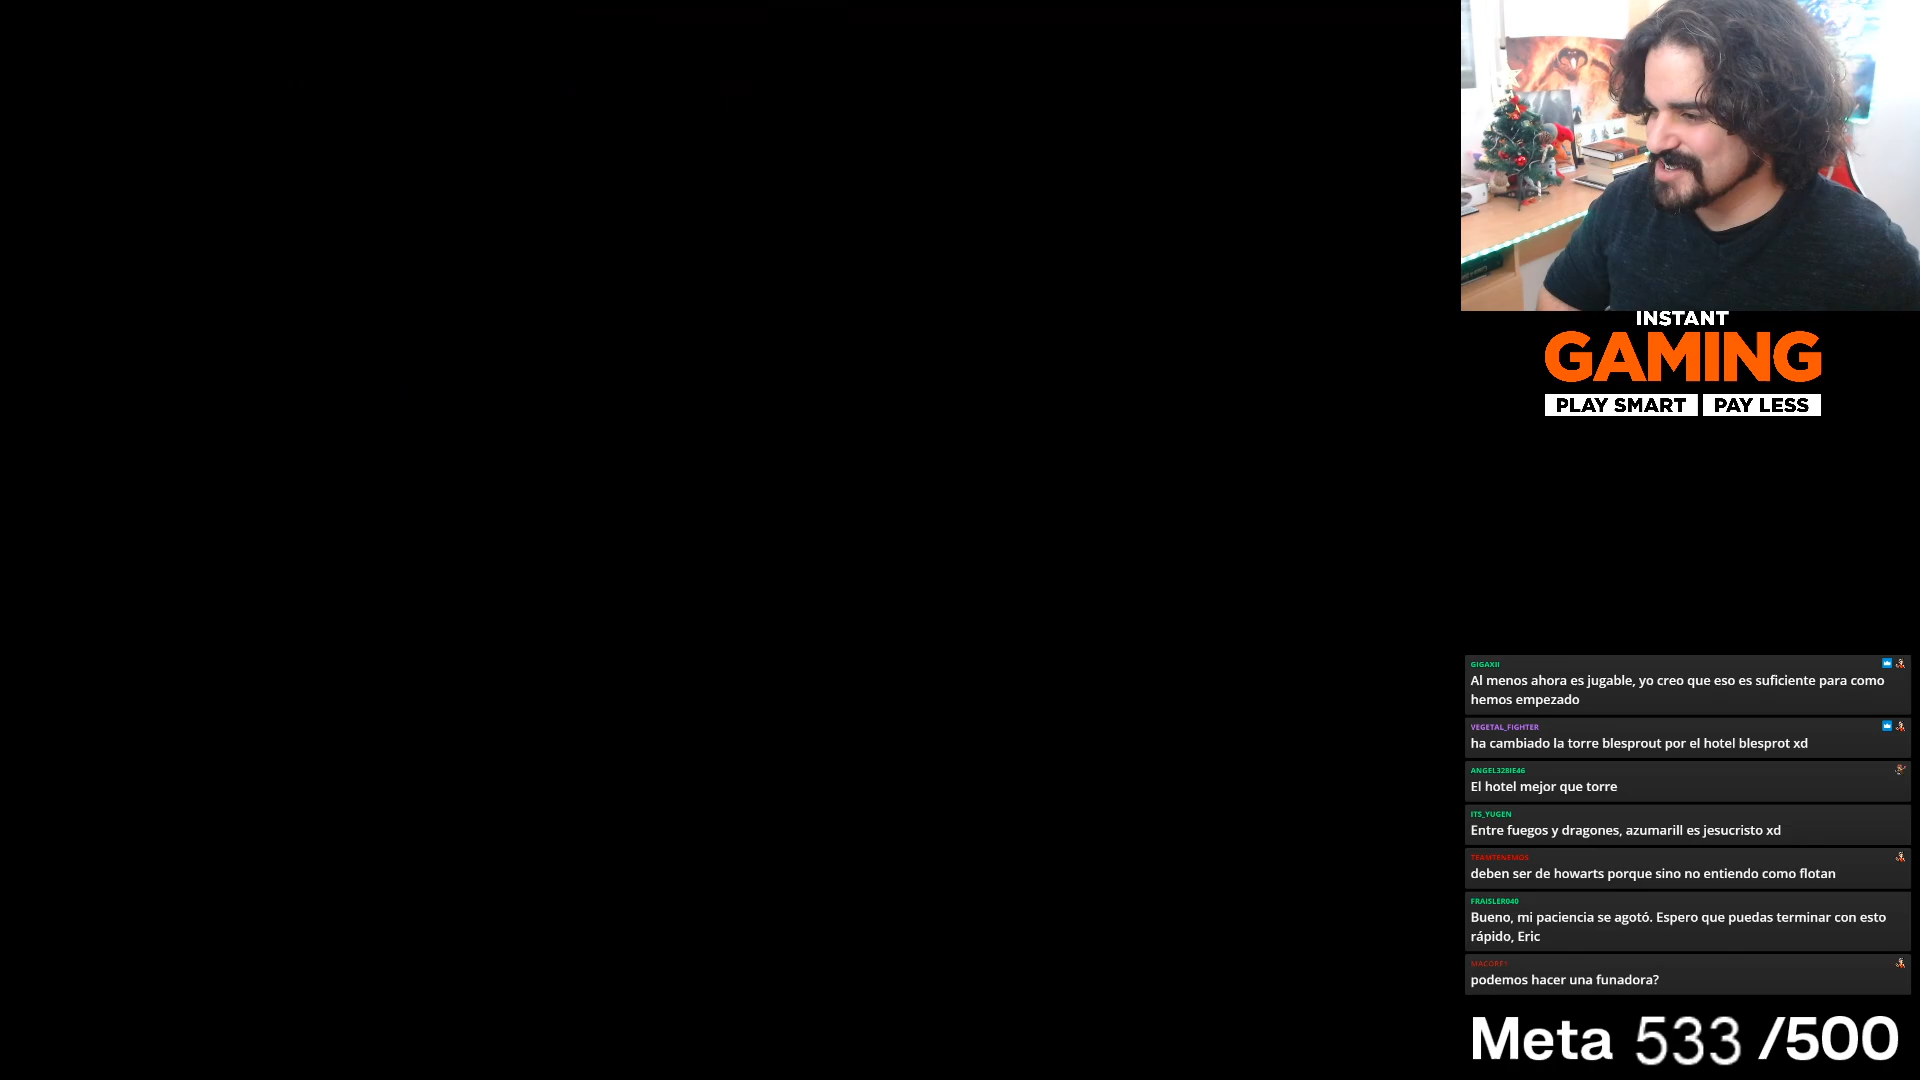 INSTANT
GAMING
PLAY SMART PAY LESS
GIGAXII
Al menos ahora es jugable, yo creo que eso es suficiente para como
hemos empezado
VEGETAL_FIGHTER
ha cambiado la torre blesprout por el hotel blesprot xd
ANGEL328IE46
El hotel mejor que torre
ITS_YUGEN
Entre fuegos y dragones, azumarill es jesucristo xd
TEAMTENEMOS
deben ser de howarts porque sino no entiendo como flotan
FRAISLER040
Bueno, mi paciencia se agotó. Espero que puedas terminar con esto
rápido, Eric
MACORF1
podemos hacer una funadora?
Meta 533 /500